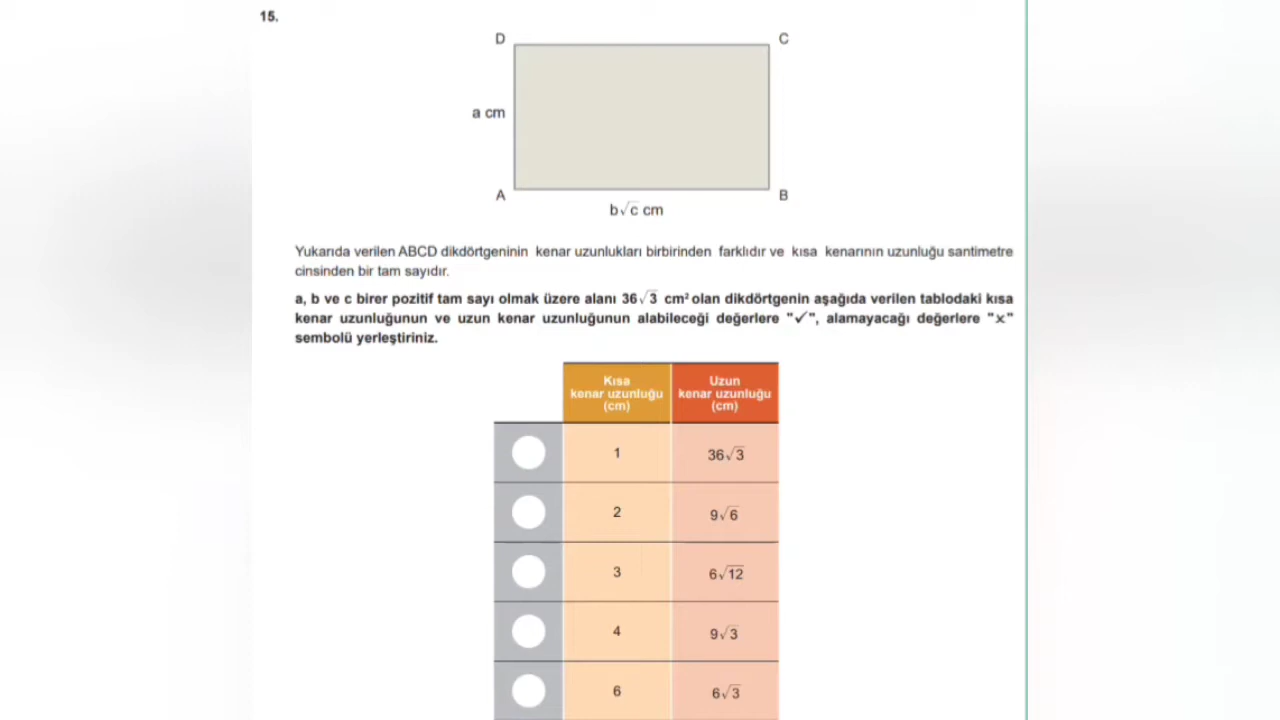 15.
D
C
a cm
A
B
b√c cm
Yukarıda verilen ABCD dikdörtgeninin kenar uzunlukları birbirinden farklıdır ve kısa kenarının uzunluğu santimetre
cinsinden bir tam sayıdır.
a, b ve c birer pozitif tam sayı olmak üzere alanı 36√3 cm² olan dikdörtgenin aşağıda verilen tablodaki kısa
kenar uzunluğunun ve uzun kenar uzunluğunun alabileceği değerlere "✓", alamayacağı değerlere "×"
sembolü yerleştiriniz.
Kısa
kenar uzunluğu
(cm)
Uzun
kenar uzunluğu
(cm)
1 36√3
2 9√6
3 6√12
4 9√3
6 6√3